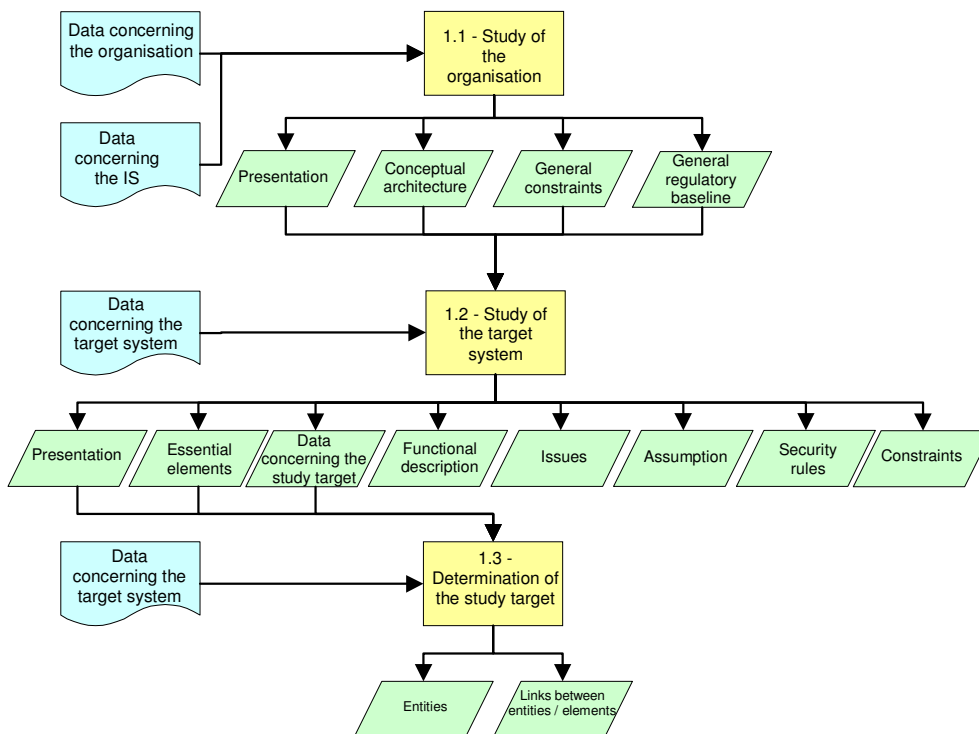 Data concerning
the organisation
1.1 - Study of
the
organisation
Data
concerning
the IS
Presentation
Conceptual
architecture
General
constraints
General
regulatory
baseline
Data
concerning the
target system
1.2 - Study of
the target
system
Presentation
Essential
elements
Data
concerning the
study target
Functional
description
Issues
Assumption
Security
rules
Constraints
Data
concerning the
target system
1.3 -
Determination of
the study target
Entities
Links between
entities / elements